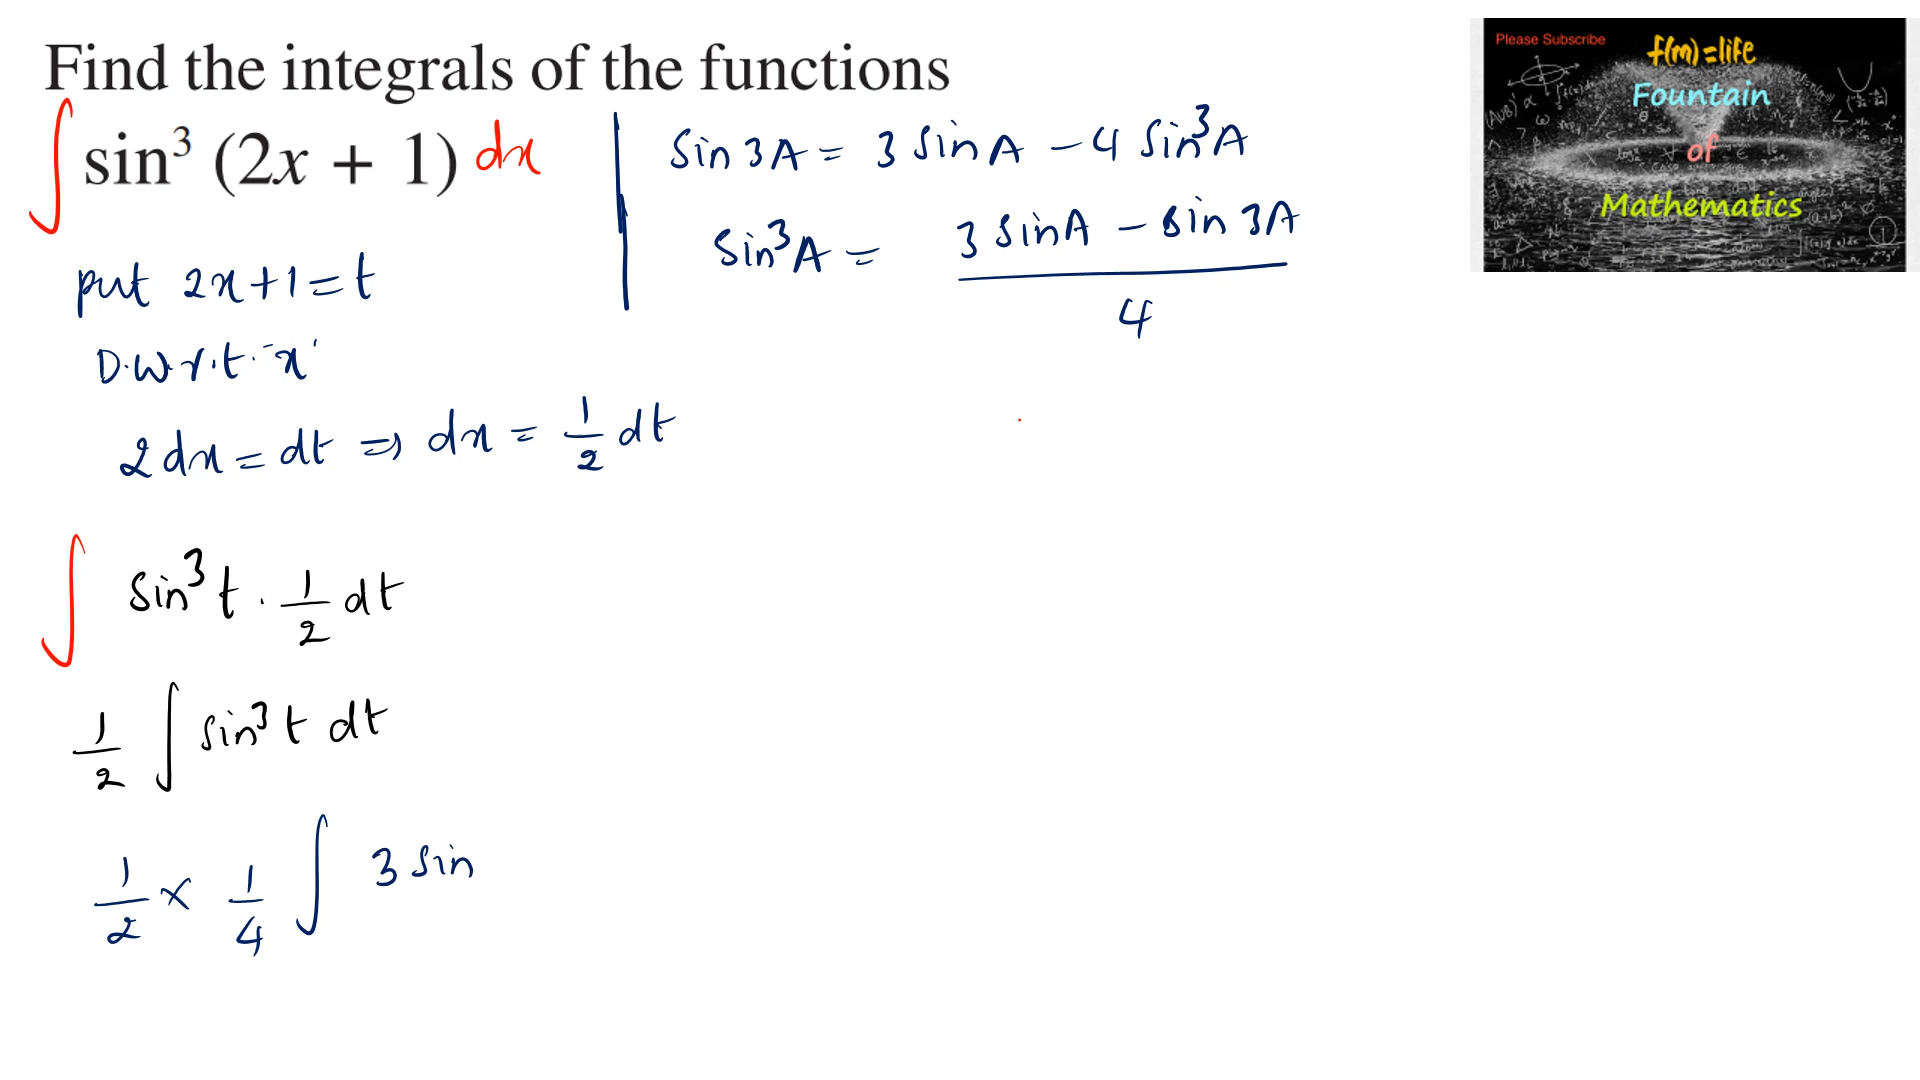 Find the integrals of the functions
∫ sin³ (2x + 1) dx
sin 3A = 3 sin A − 4 sin³A
sin³A = (3 sin A − sin 3A) / 4
put 2x+1=t
D.w.r.t. 'x'
2dx = dt ⇒ dx = 1/2 dt
∫ sin³ t · 1/2 dt
1/2 ∫ sin³ t dt
1/2 × 1/4 ∫ 3 sin
Please Subscribe
f(m)=life
Fountain
of
Mathematics